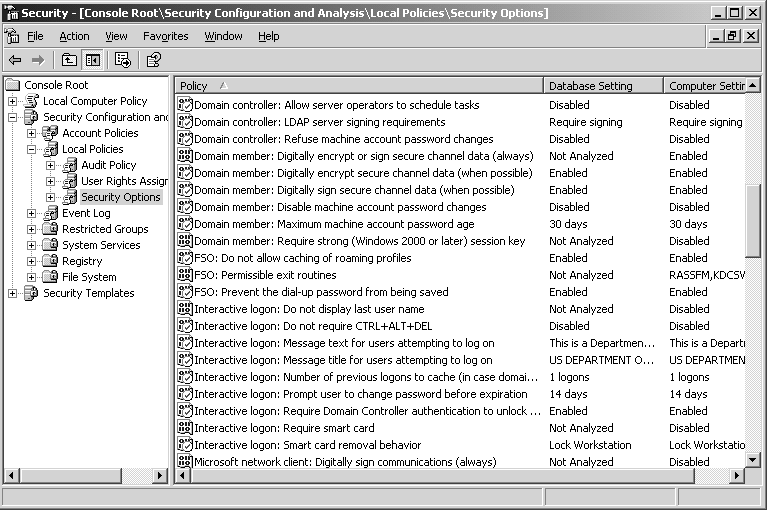 Security - [Console Root\Security Configuration and Analysis\Local Policies\Security Options]
File Action View Favorites Window Help
Console Root
Local Computer Policy
Security Configuration and
Account Policies
Local Policies
Audit Policy
User Rights Assign
Security Options
Event Log
Restricted Groups
System Services
Registry
File System
Security Templates
Policy Database Setting Computer Settin
Domain controller: Allow server operators to schedule tasks Disabled Disabled
Domain controller: LDAP server signing requirements Require signing Require signing
Domain controller: Refuse machine account password changes Disabled Disabled
Domain member: Digitally encrypt or sign secure channel data (always) Not Analyzed Enabled
Domain member: Digitally encrypt secure channel data (when possible) Enabled Enabled
Domain member: Digitally sign secure channel data (when possible) Enabled Enabled
Domain member: Disable machine account password changes Disabled Disabled
Domain member: Maximum machine account password age 30 days 30 days
Domain member: Require strong (Windows 2000 or later) session key Not Analyzed Disabled
FSO: Do not allow caching of roaming profiles Enabled Enabled
FSO: Permissible exit routines Not Analyzed RASSFM,KDCSW
FSO: Prevent the dial-up password from being saved Enabled Enabled
Interactive logon: Do not display last user name Not Analyzed Disabled
Interactive logon: Do not require CTRL+ALT+DEL Disabled Disabled
Interactive logon: Message text for users attempting to log on This is a Departmen... This is a Departm
Interactive logon: Message title for users attempting to log on US DEPARTMENT O... US DEPARTMEN
Interactive logon: Number of previous logons to cache (in case domai... 1 logons 1 logons
Interactive logon: Prompt user to change password before expiration 14 days 14 days
Interactive logon: Require Domain Controller authentication to unlock ... Enabled Enabled
Interactive logon: Require smart card Not Analyzed Disabled
Interactive logon: Smart card removal behavior Lock Workstation Lock Workstatio
Microsoft network client: Digitally sign communications (always) Not Analyzed Disabled